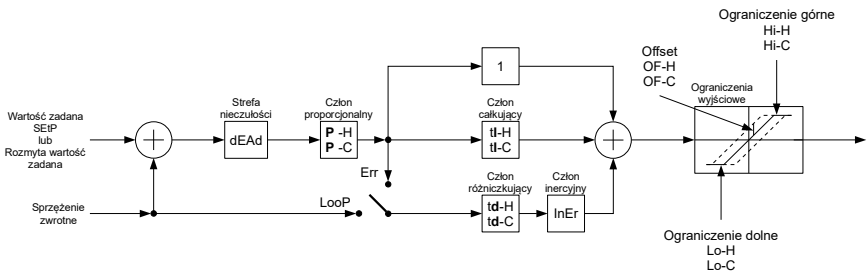 Ograniczenie górne
Hi-H
Hi-C
Offset
OF-H
OF-C
Ograniczenia
wyjściowe
1
Strefa
nieczułości
Człon
proporcjonalny
Człon
całkujący
Wartość zadana
SEtP
lub
Rozmyta wartość
zadana
dEAd
P -H
P -C
tI-H
tI-C
Err
Człon
różniczkujący
Człon
inercyjny
Sprzężenie
zwrotne
LooP
td-H
td-C
InEr
Ograniczenie dolne
Lo-H
Lo-C